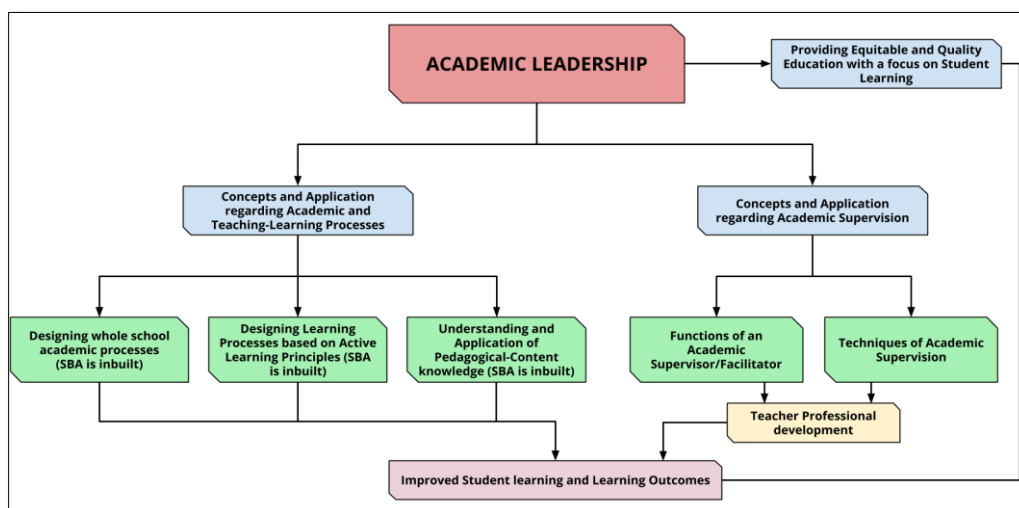 ACADEMIC LEADERSHIP
Providing Equitable and Quality
Education with a focus on Student
Learning
Concepts and Application
regarding Academic and
Teaching-Learning Processes
Concepts and Application
regarding Academic Supervision
Designing whole school
academic processes
(SBA is inbuilt)
Designing Learning
Processes based on Active
Learning Principles (SBA
is inbuilt)
Understanding and
Application of
Pedagogical-Content
knowledge (SBA is inbuilt)
Functions of an
Academic
Supervisor/Facilitator
Techniques of Academic
Supervision
Teacher Professional
development
Improved Student learning and Learning Outcomes